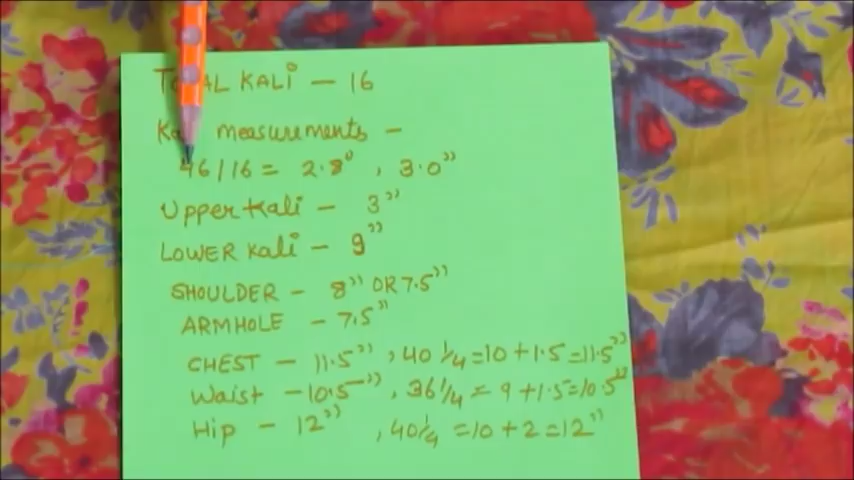 TOTAL KALI - 16
Kali measurements -
46/16 = 2.8", 3.0"
Upper Kali - 3"
LOWER Kali - 9"
SHOULDER - 8" OR 7.5"
ARMHOLE - 7.5"
CHEST - 11.5", 40 1/4 = 10 + 1.5 = 11.5"
Waist - 10.5", 36 1/4 = 9 + 1.5 = 10.5"
Hip - 12", 40 1/4 = 10 + 2 = 12"